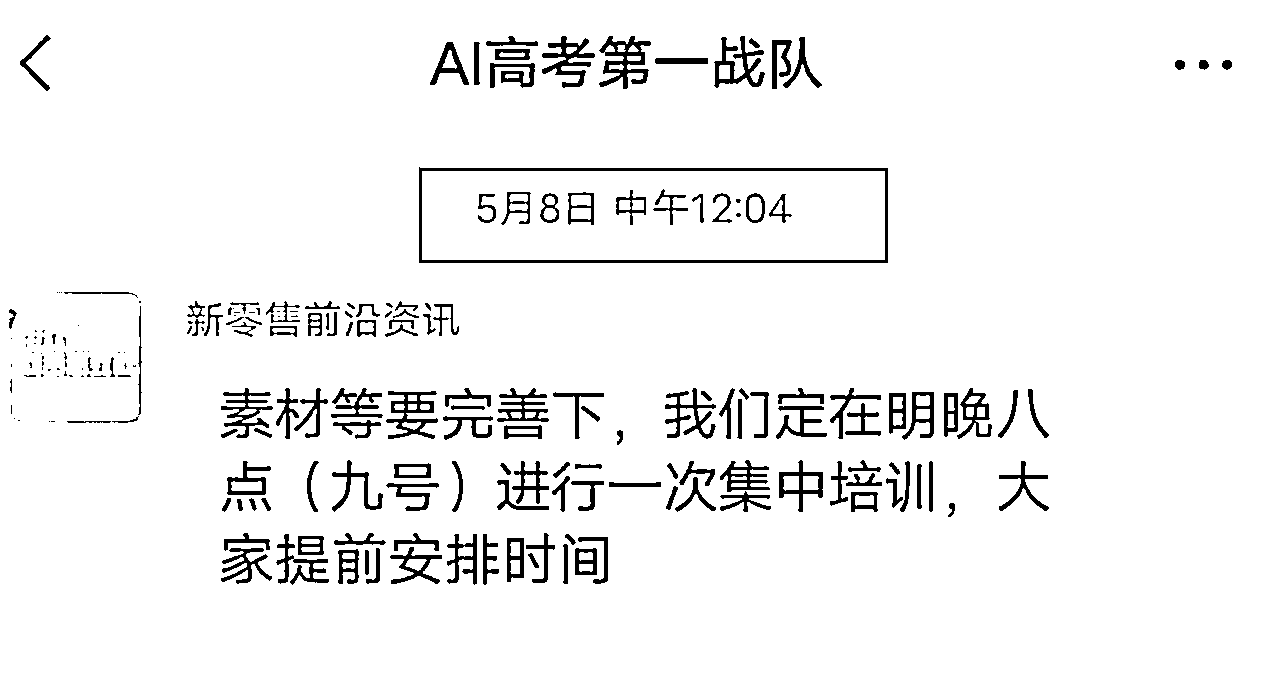 AI高考第一战队
5月8日 中午12:04
新零售前沿资讯
素材等要完善下，我们定在明晚八
点（九号）进行一次集中培训，大
家提前安排时间